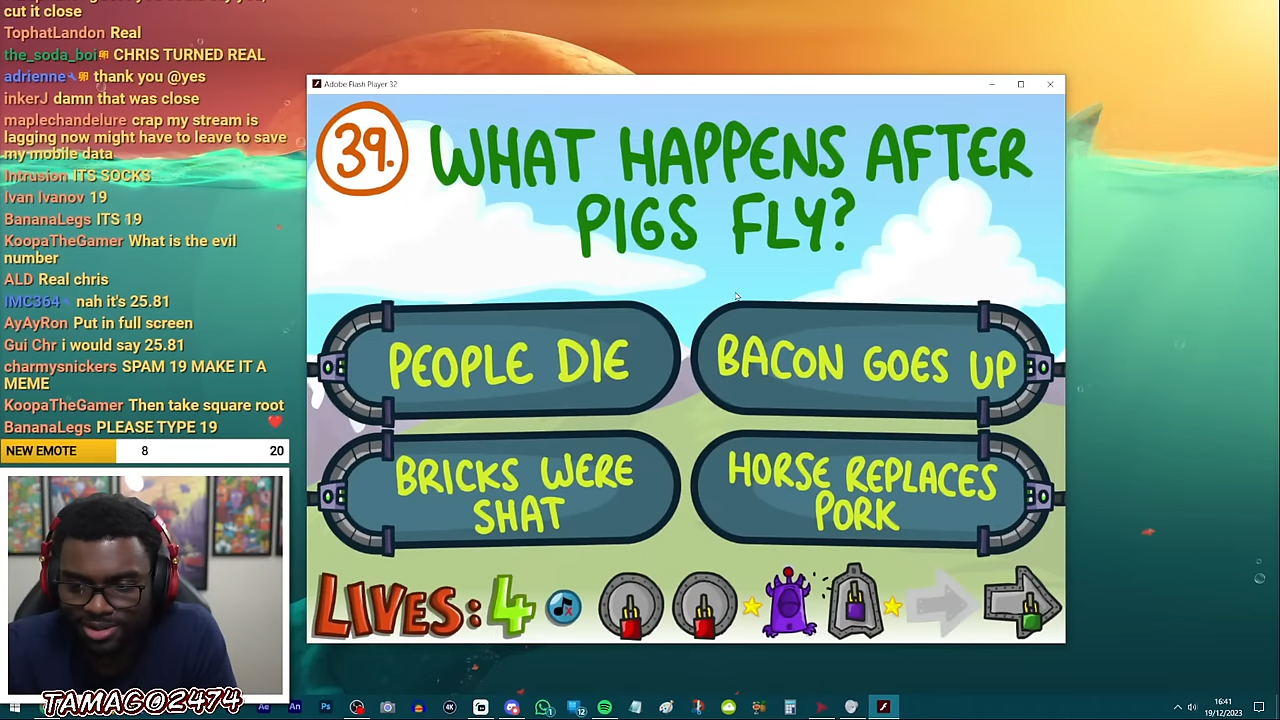 cut it close
TophatLandon Real
the_soda_boi CHRIS TURNED REAL
adrienne thank you @yes
inkerJ damn that was close
maplechandelure crap my stream is
lagging now might have to leave to save
my mobile data
Intrusion ITS SOCKS
Ivan Ivanov 19
BananaLegs ITS 19
KoopaTheGamer What is the evil
number
ALD Real chris
IMC364 nah it's 25.81
AyAyRon Put in full screen
Gui Chr i would say 25.81
charmysnickers SPAM 19 MAKE IT A
MEME
KoopaTheGamer Then take square root
BananaLegs PLEASE TYPE 19
NEW EMOTE 8 20
TAMAGO2474
Adobe Flash Player 32
39. WHAT HAPPENS AFTER
PIGS FLY?
PEOPLE DIE
BACON GOES UP
BRICKS WERE
SHAT
HORSE REPLACES
PORK
LIVES: 4
Ae An Ps
4K
1
12
16:41
19/12/2023